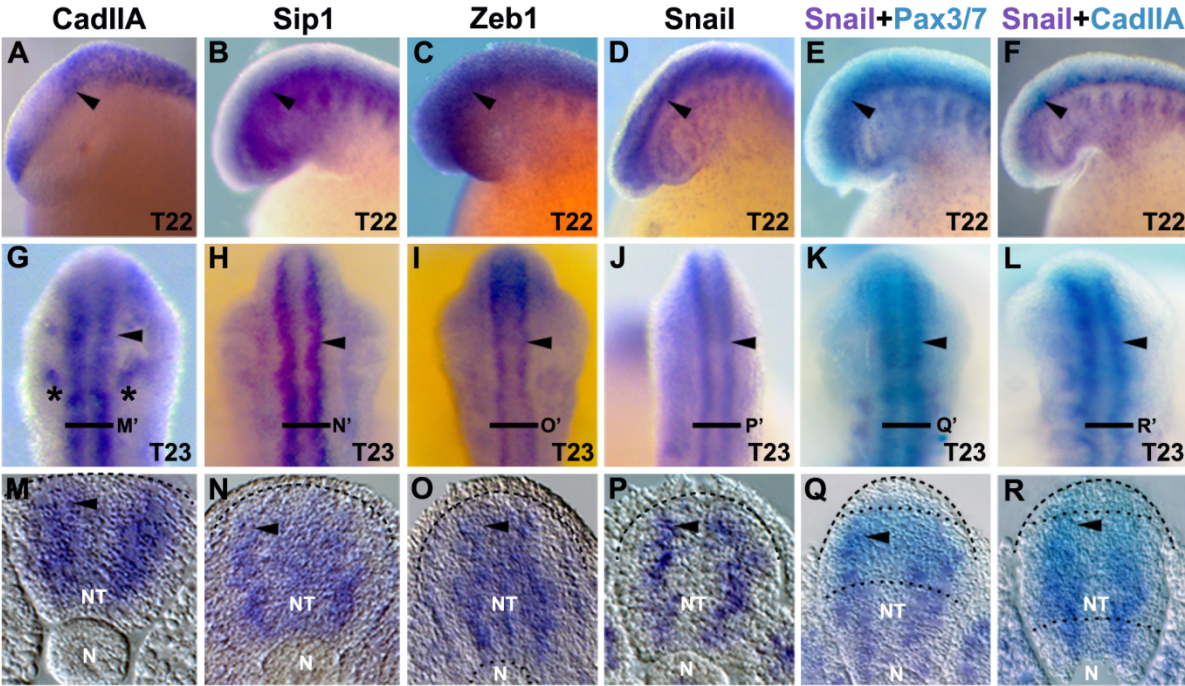 CadIIA Sip1 Zeb1 Snail Snail+Pax3/7 Snail+CadIIA
A B C D E F
T22 T22 T22 T22 T22 T22
G H I J K L
* *
M' N' O' P' Q' R'
T23 T23 T23 T23 T23 T23
M N O P Q R
NT NT NT NT NT
N N N N N